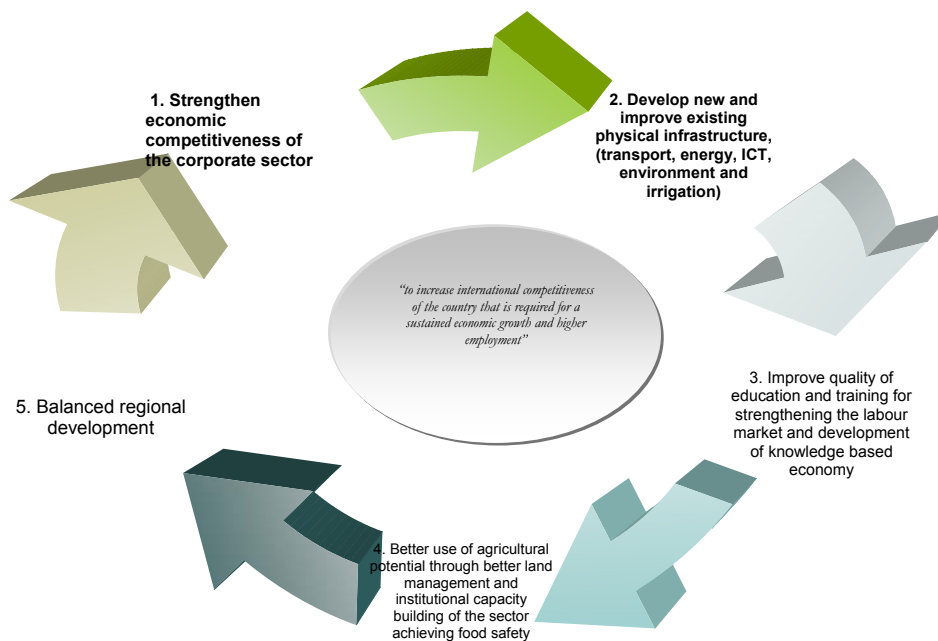 1. Strengthen
economic
competitiveness of
the corporate sector
2. Develop new and
improve existing
physical infrastructure,
(transport, energy, ICT,
environment and
irrigation)
"to increase international competitiveness
of the country that is required for a
sustained economic growth and higher
employment"
3. Improve quality of
education and training for
strengthening the labour
market and development
of knowledge based
economy
4. Better use of agricultural
potential through better land
management and
institutional capacity
building of the sector
achieving food safety
5. Balanced regional
development